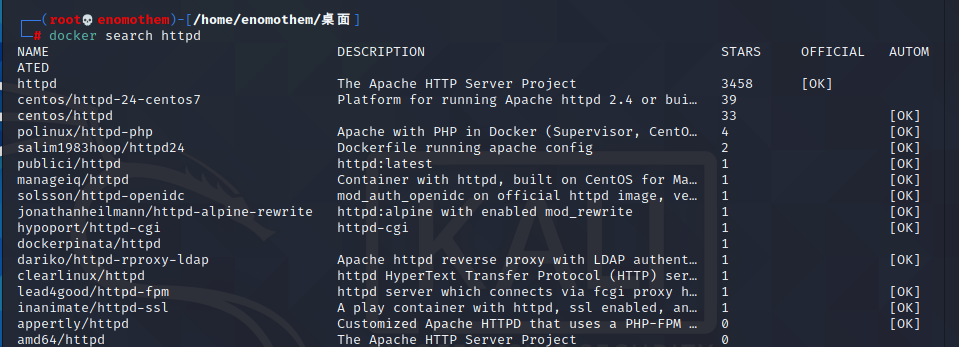 (root💀enomothem)-[/home/enomothem/桌面]
# docker search httpd
NAME DESCRIPTION STARS OFFICIAL AUTOM
ATED
httpd The Apache HTTP Server Project 3458 [OK]
centos/httpd-24-centos7 Platform for running Apache httpd 2.4 or bui… 39
centos/httpd 33 [OK]
polinux/httpd-php Apache with PHP in Docker (Supervisor, CentO… 4 [OK]
salim1983hoop/httpd24 Dockerfile running apache config 2 [OK]
publici/httpd httpd:latest 1 [OK]
manageiq/httpd Container with httpd, built on CentOS for Ma… 1 [OK]
solsson/httpd-openidc mod_auth_openidc on official httpd image, ve… 1 [OK]
jonathanheilmann/httpd-alpine-rewrite httpd:alpine with enabled mod_rewrite 1 [OK]
hypoport/httpd-cgi httpd-cgi 1 [OK]
dockerpinata/httpd 1
dariko/httpd-rproxy-ldap Apache httpd reverse proxy with LDAP authent… 1 [OK]
clearlinux/httpd httpd HyperText Transfer Protocol (HTTP) ser… 1
lead4good/httpd-fpm httpd server which connects via fcgi proxy h… 1 [OK]
inanimate/httpd-ssl A play container with httpd, ssl enabled, an… 1 [OK]
appertly/httpd Customized Apache HTTPD that uses a PHP-FPM … 0 [OK]
amd64/httpd The Apache HTTP Server Project 0
KALI